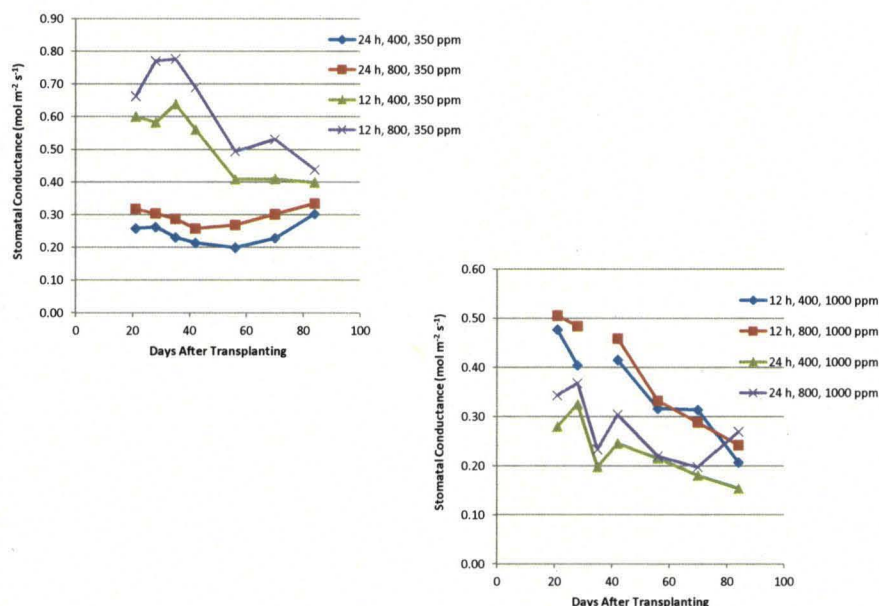 0.90
0.80
0.70
0.60
0.50
0.40
0.30
0.20
0.10
0.00
Stomatal Conductance (mol m⁻² s⁻¹)
0 20 40 60 80 100
Days After Transplanting
24 h, 400, 350 ppm
24 h, 800, 350 ppm
12 h, 400, 350 ppm
12 h, 800, 350 ppm
0.60
0.50
0.40
0.30
0.20
0.10
0.00
Stomatal Conductance (mol m⁻² s⁻¹)
0 20 40 60 80 100
Days After Transplanting
12 h, 400, 1000 ppm
12 h, 800, 1000 ppm
24 h, 400, 1000 ppm
24 h, 800, 1000 ppm